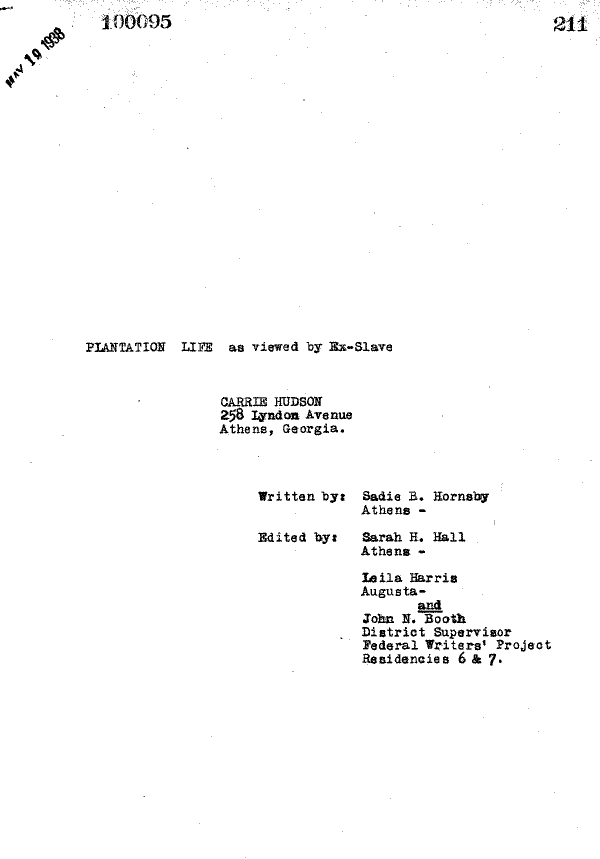 100095
211
MAY 19 1938
PLANTATION LIFE as viewed by Ex-Slave
CARRIE HUDSON
258 Lyndon Avenue
Athens, Georgia.
Written by: Sadie B. Hornsby
Athens -
Edited by: Sarah H. Hall
Athens -
Leila Harris
Augusta-
and
John N. Booth
District Supervisor
Federal Writers' Project
Residencies 6 & 7.